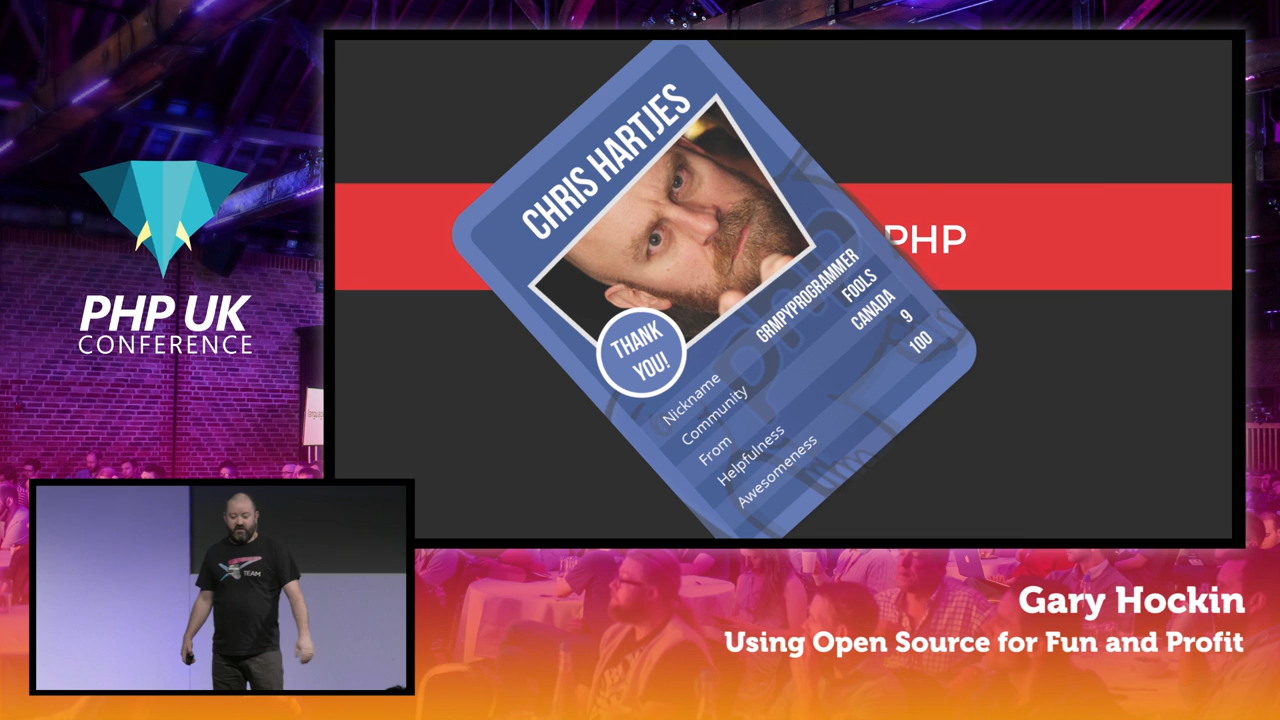 PHP UK
CONFERENCE
CHRIS HARTJES
THANK
YOU!
Nickname GRMPYPROGRAMMER
Community FOOLS
From CANADA
Helpfulness 9
Awesomeness 100
PHP
TEAM
Gary Hockin
Using Open Source for Fun and Profit